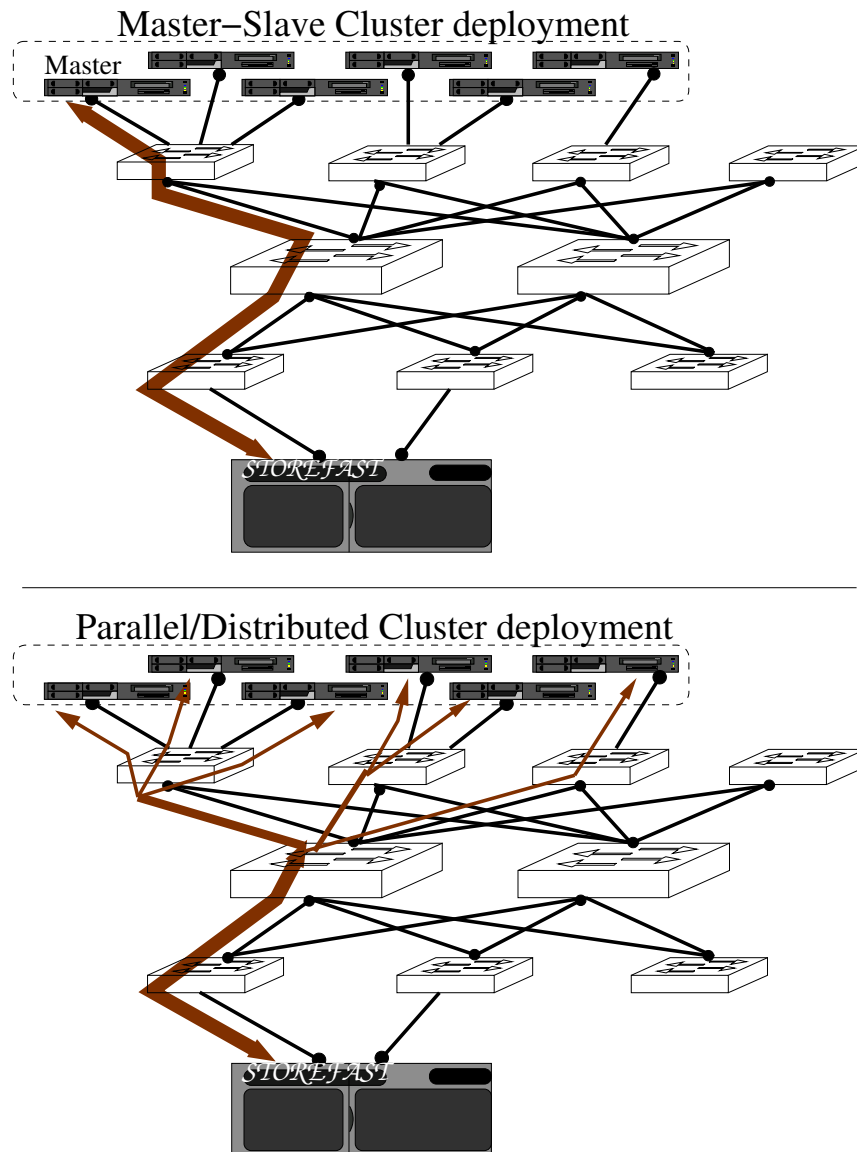 Master–Slave Cluster deployment
Master
STOREFAST
Parallel/Distributed Cluster deployment
STOREFAST